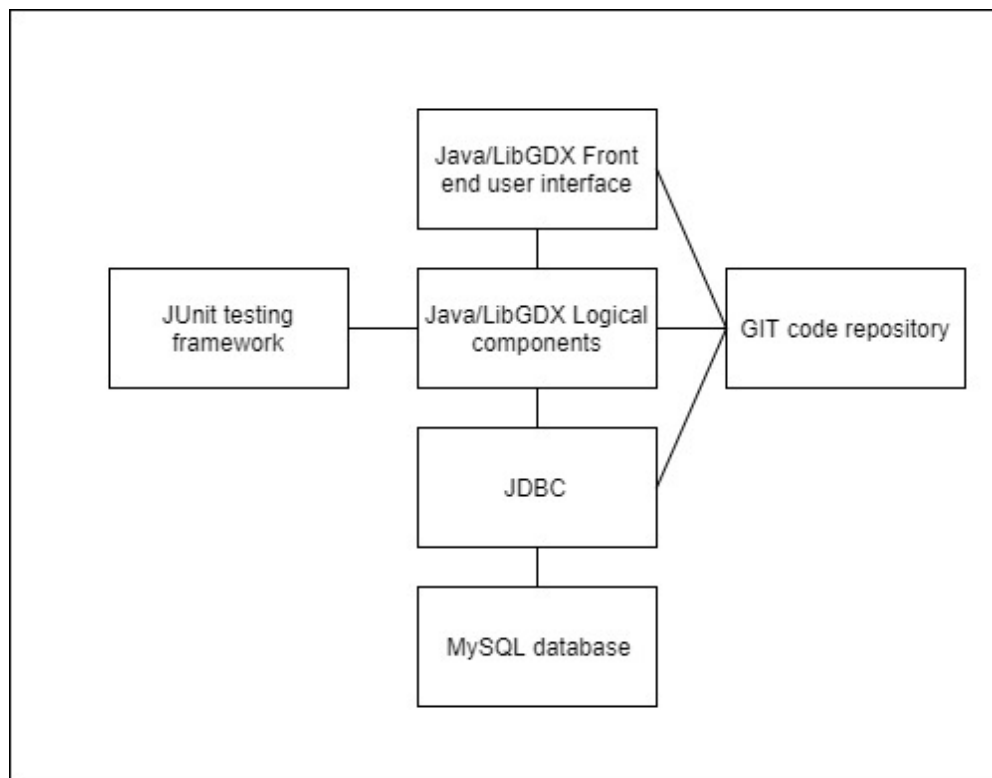 Java/LibGDX Front
end user interface
JUnit testing
framework
Java/LibGDX Logical
components
GIT code repository
JDBC
MySQL database